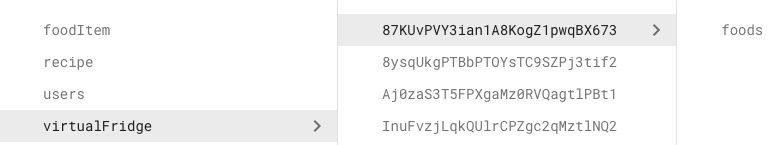 foodItem
recipe
users
virtualFridge
87KUvPVY3ian1A8KogZ1pwqBX673
8ysqUkgPTBbPTOYsTC9SZPj3tif2
Aj0zaS3T5FPXgaMz0RVQagtlPBt1
InuFvzjLqkQUlrCPZgc2qMztlNQ2
foods